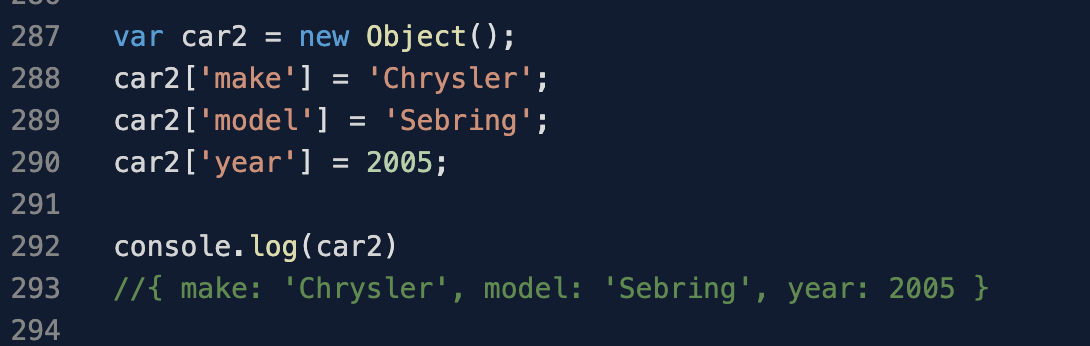 287 var car2 = new Object();
288 car2['make'] = 'Chrysler';
289 car2['model'] = 'Sebring';
290 car2['year'] = 2005;
291
292 console.log(car2)
293 //{ make: 'Chrysler', model: 'Sebring', year: 2005 }
294